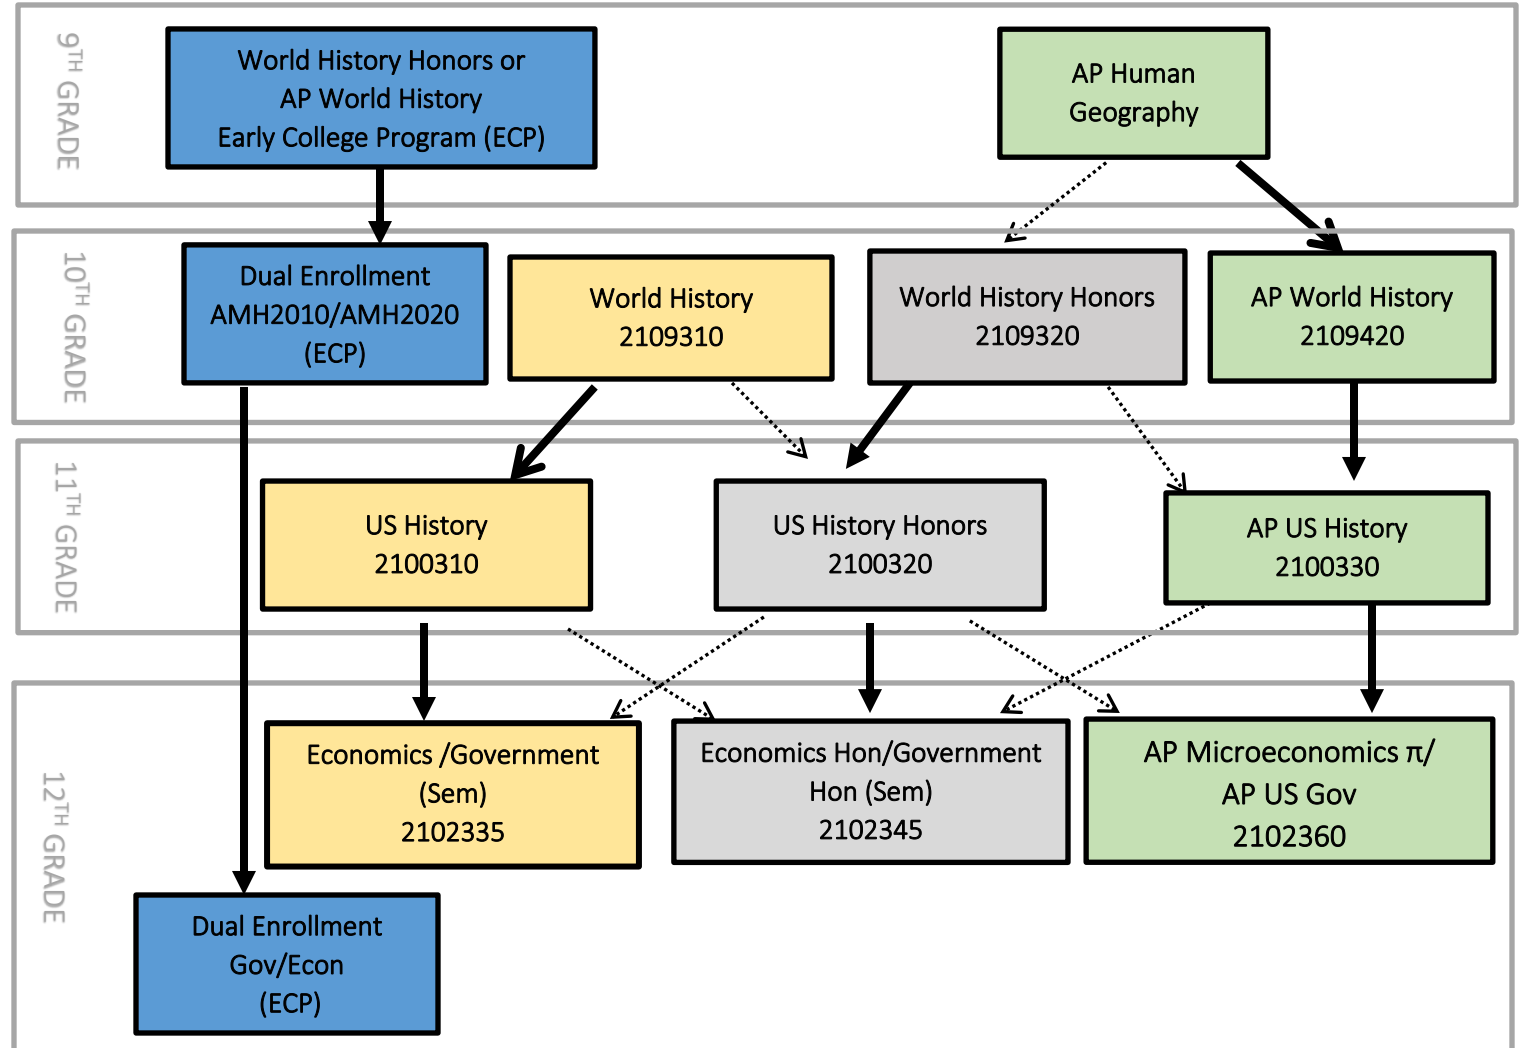 9TH GRADE
World History Honors or
AP World History
Early College Program (ECP)
AP Human
Geography
10TH GRADE
Dual Enrollment
AMH2010/AMH2020
(ECP)
World History
2109310
World History Honors
2109320
AP World History
2109420
11TH GRADE
US History
2100310
US History Honors
2100320
AP US History
2100330
12TH GRADE
Economics /Government
(Sem)
2102335
Economics Hon/Government
Hon (Sem)
2102345
AP Microeconomics π/
AP US Gov
2102360
Dual Enrollment
Gov/Econ
(ECP)